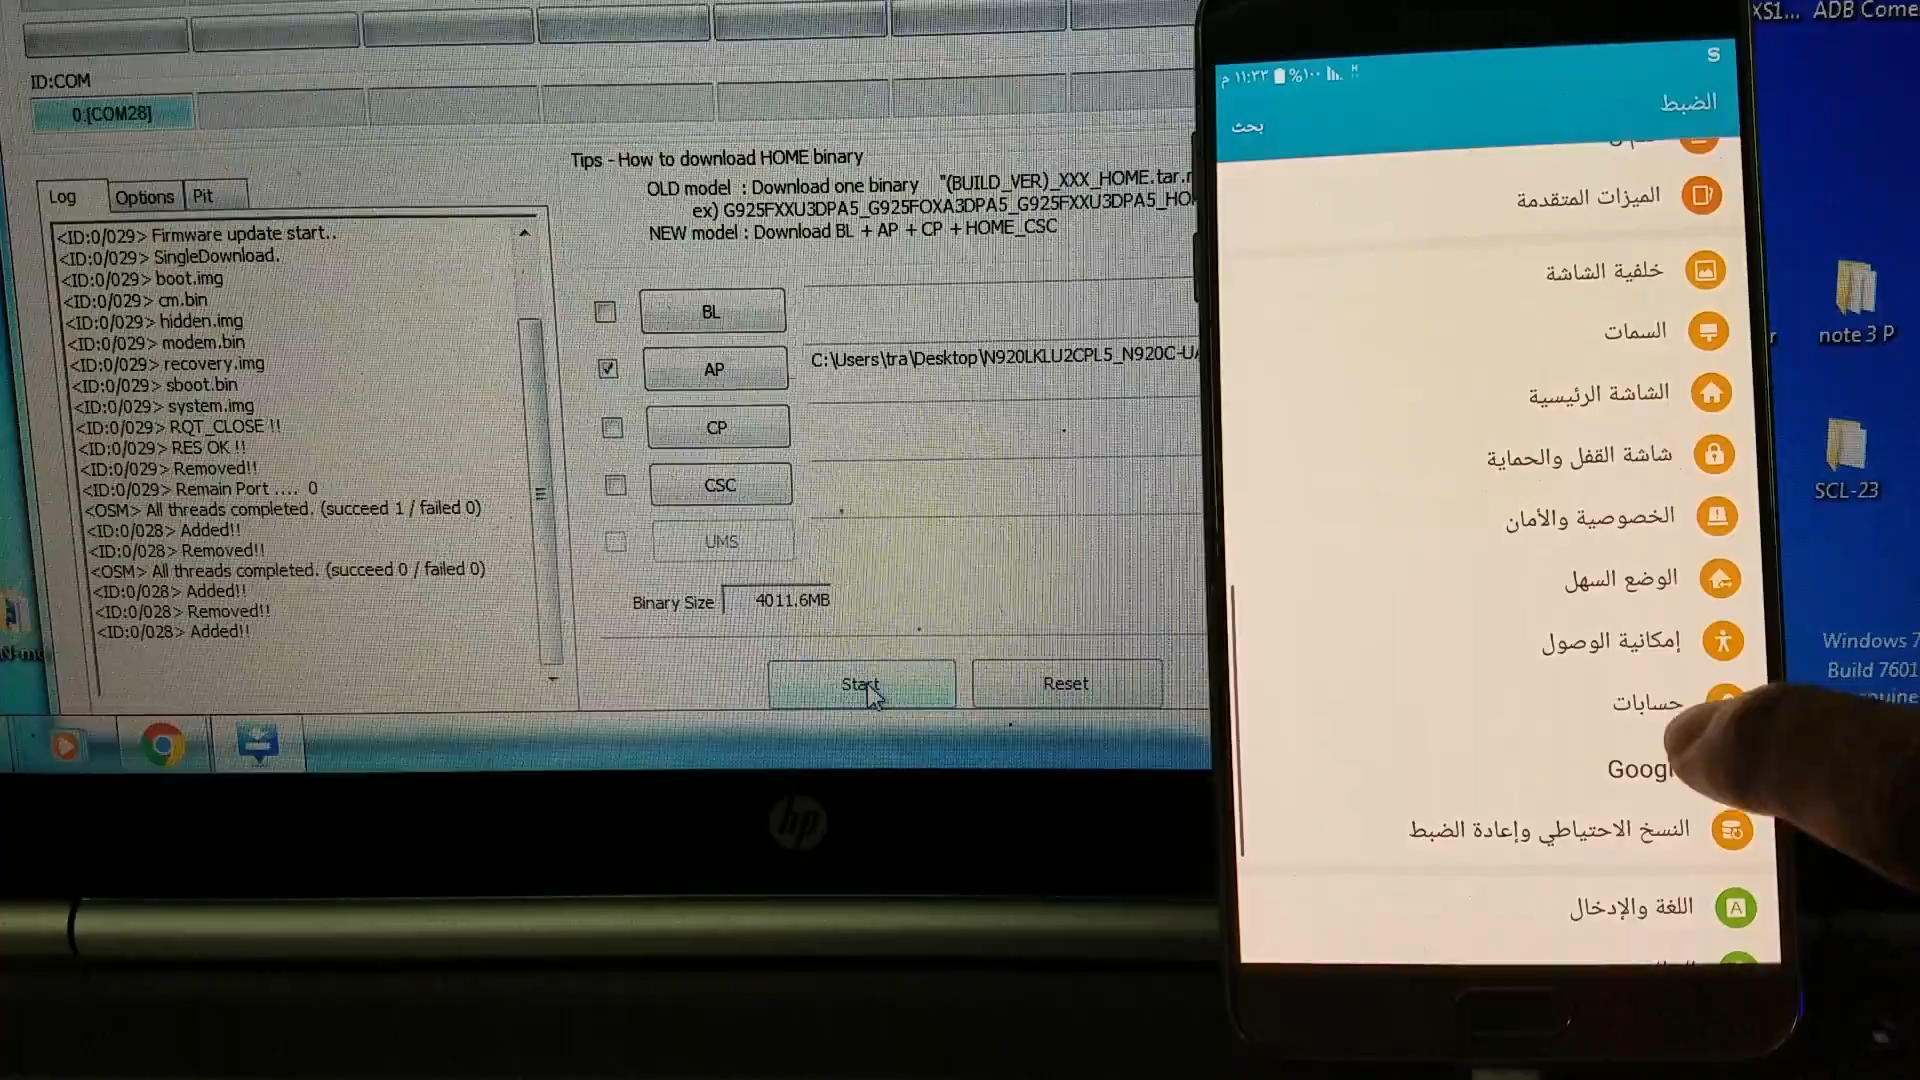 ID:COM
0:[COM28]
Log
Options
Pit
<ID:0/029> Firmware update start..
<ID:0/029> SingleDownload.
<ID:0/029> boot.img
<ID:0/029> cm.bin
<ID:0/029> hidden.img
<ID:0/029> modem.bin
<ID:0/029> recovery.img
<ID:0/029> sboot.bin
<ID:0/029> system.img
<ID:0/029> RQT_CLOSE !!
<ID:0/029> RES OK !!
<ID:0/029> Removed!!
<ID:0/029> Remain Port .... 0
<OSM> All threads completed. (succeed 1 / failed 0)
<ID:0/028> Added!!
<ID:0/028> Removed!!
<OSM> All threads completed. (succeed 0 / failed 0)
<ID:0/028> Added!!
<ID:0/028> Removed!!
<ID:0/028> Added!!
Tips - How to download HOME binary
OLD model : Download one binary "(BUILD_VER)_XXX_HOME.tar.
ex) G925FXXU3DPA5_G925FOXA3DPA5_G925FXXU3DPA5_HO
NEW model : Download BL + AP + CP + HOME_CSC
BL
AP
C:\Users\tra\Desktop\N920LKLU2CPL5_N920C-U
CP
CSC
UMS
Binary Size
4011.6MB
Start
Reset
hp
S
١١:٢٣ م
%١٠٠
الضبط
بحث
الميزات المتقدمة
خلفية الشاشة
السمات
الشاشة الرئيسية
شاشة القفل والحماية
الخصوصية والأمان
الوضع السهل
إمكانية الوصول
حسابات
Googl
النسخ الاحتياطي وإعادة الضبط
اللغة والإدخال
A
XS1... ADB Come
note 3 P
SCL-23
Windows 7
Build 7601